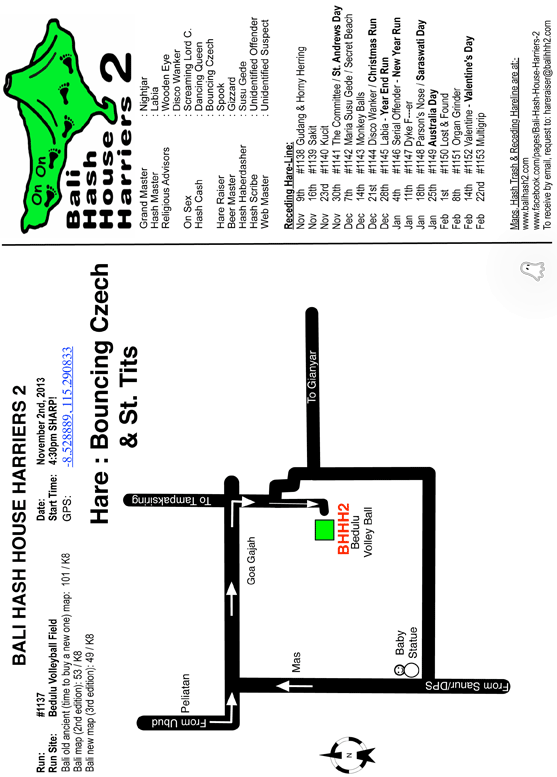 BALI HASH HOUSE HARRIERS 2
Run: #1137
Run Site: Bedulu Volleyball Field
Bali old ancient (time to buy a new one) map: 101 / K8
Bali map (2nd edition): 53 / K8
Bali new map (3rd edition): 49 / K8
Date: November 2nd, 2013
Start Time: 4:30pm SHARP!
GPS: -8.528889, 115.290833
Hare : Bouncing Czech
& St. Tits
N
From Ubud
Peliatan
Mas
Goa Gajah
To Tampaksiring
BHHH2
Bedulu
Volley Ball
To Gianyar
Baby
Statue
From Sanur/DPS
On On
Bali
Hash
House
Harriers 2
Grand Master : Nightjar
Hash Master : Labia
Religious Advisors : Wooden Eye
: Disco Wanker
On Sex : Screaming Lord C.
Hash Cash : Dancing Queen
: Bouncing Czech
Hare Raiser : Spook
Beer Master : Gizzard
Hash Haberdasher : Susu Gede
Hash Scribe : Unidentified Offender
Web Master : Unidentified Suspect
Receding Hare-Line:
Nov 9th #1138 Gudang & Horny Herring
Nov 16th #1139 Sakit
Nov 23rd #1140 Kucit
Nov 30th #1141 The Committee / St. Andrews Day
Dec 7th #1142 Maria Susu Gede / Secret Beach
Dec 14th #1143 Monkey Balls
Dec 21st #1144 Disco Wanker / Christmas Run
Dec 28th #1145 Labia - Year End Run
Jan 4th #1146 Serial Offender - New Year Run
Jan 11th #1147 Dyke F---er
Jan 18th #1148 Parson's Nose / Saraswati Day
Jan 25th #1149 Australia Day
Feb 1st #1150 Lost & Found
Feb 8th #1151 Organ Grinder
Feb 14th #1152 Valentine - Valentine's Day
Feb 22nd #1153 Multigrip
Maps, Hash Trash & Receding Hareline are at:
www.balihash2.com
www.facebook.com/pages/Bali-Hash-House-Harriers-2
To receive by email, request to: hareraiser@balihhh2.com